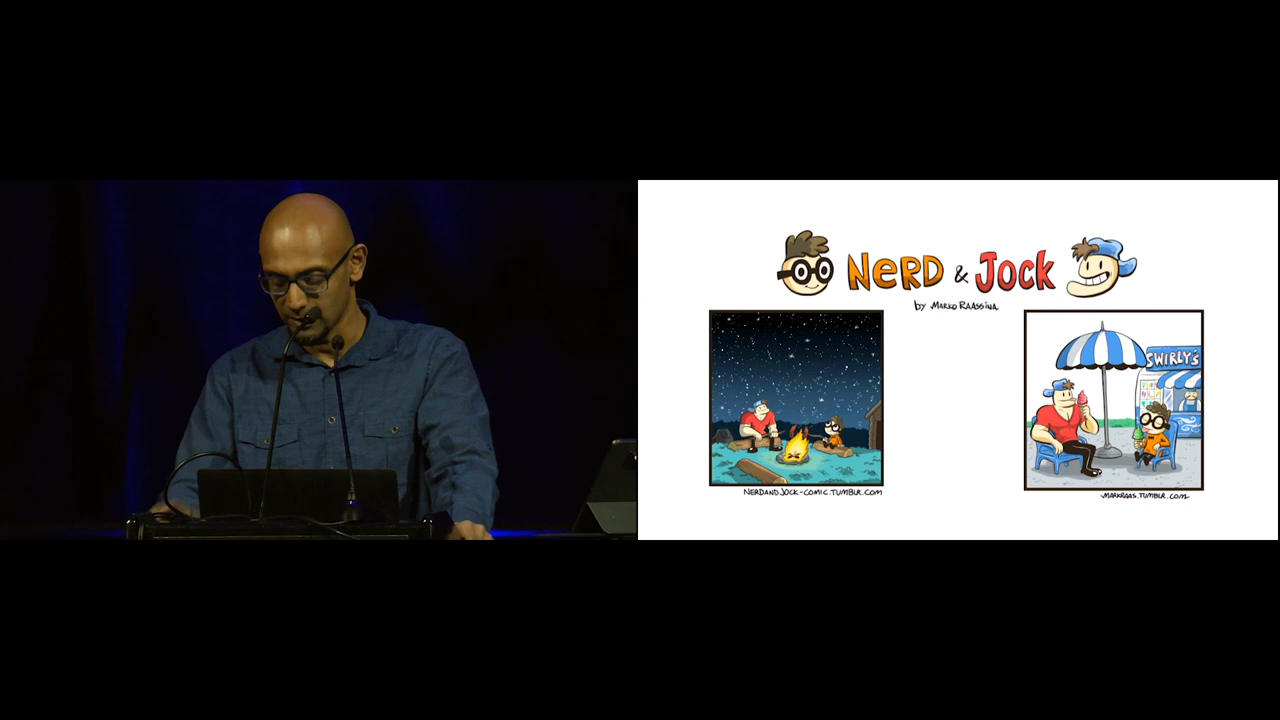 NERD & JOCK
by MARKO RAASSINA
SWIRLY'S
NERDANDJOCK-COMIC.TUMBLR.COM
MARKRAAS.TUMBLR.COM